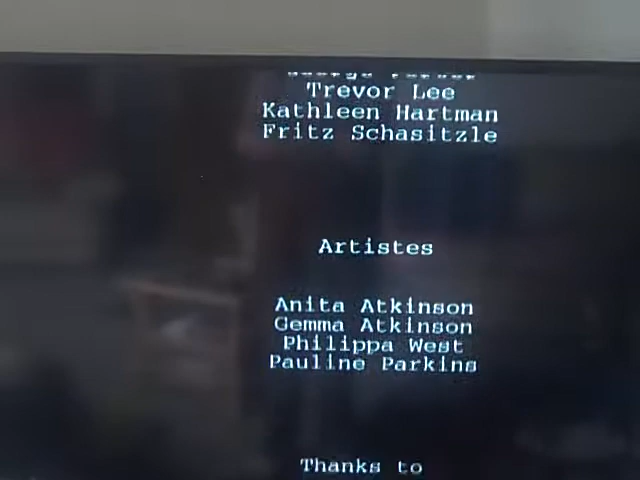 Trevor Lee
Kathleen Hartman
Fritz Schasitzle
Artistes
Anita Atkinson
Gemma Atkinson
Philippa West
Pauline Parkins
Thanks to